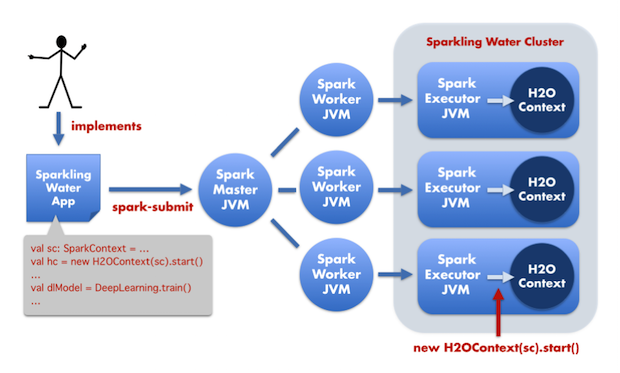 Sparkling Water Cluster
implements
Sparkling
Water
App
spark-submit
val sc: SparkContext = ...
val hc = new H2OContext(sc).start()
...
val dlModel = DeepLearning.train()
...
Spark
Master
JVM
Spark
Worker
JVM
Spark
Executor
JVM
H2O
Context
Spark
Worker
JVM
Spark
Executor
JVM
H2O
Context
Spark
Worker
JVM
Spark
Executor
JVM
H2O
Context
new H2OContext(sc).start()